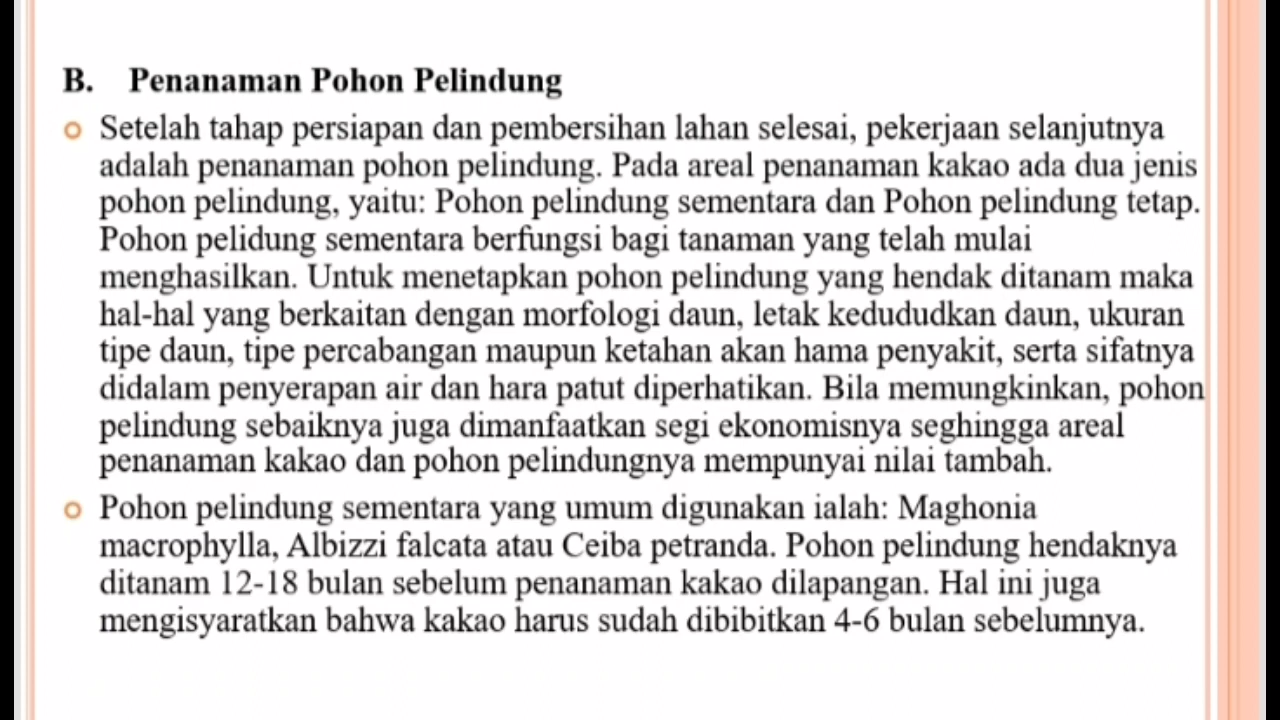 B. Penanaman Pohon Pelindung
Setelah tahap persiapan dan pembersihan lahan selesai, pekerjaan selanjutnya
adalah penanaman pohon pelindung. Pada areal penanaman kakao ada dua jenis
pohon pelindung, yaitu: Pohon pelindung sementara dan Pohon pelindung tetap.
Pohon pelidung sementara berfungsi bagi tanaman yang telah mulai
menghasilkan. Untuk menetapkan pohon pelindung yang hendak ditanam maka
hal-hal yang berkaitan dengan morfologi daun, letak kedududkan daun, ukuran
tipe daun, tipe percabangan maupun ketahan akan hama penyakit, serta sifatnya
didalam penyerapan air dan hara patut diperhatikan. Bila memungkinkan, pohon
pelindung sebaiknya juga dimanfaatkan segi ekonomisnya seghingga areal
penanaman kakao dan pohon pelindungnya mempunyai nilai tambah.
Pohon pelindung sementara yang umum digunakan ialah: Maghonia
macrophylla, Albizzi falcata atau Ceiba petranda. Pohon pelindung hendaknya
ditanam 12-18 bulan sebelum penanaman kakao dilapangan. Hal ini juga
mengisyaratkan bahwa kakao harus sudah dibibitkan 4-6 bulan sebelumnya.